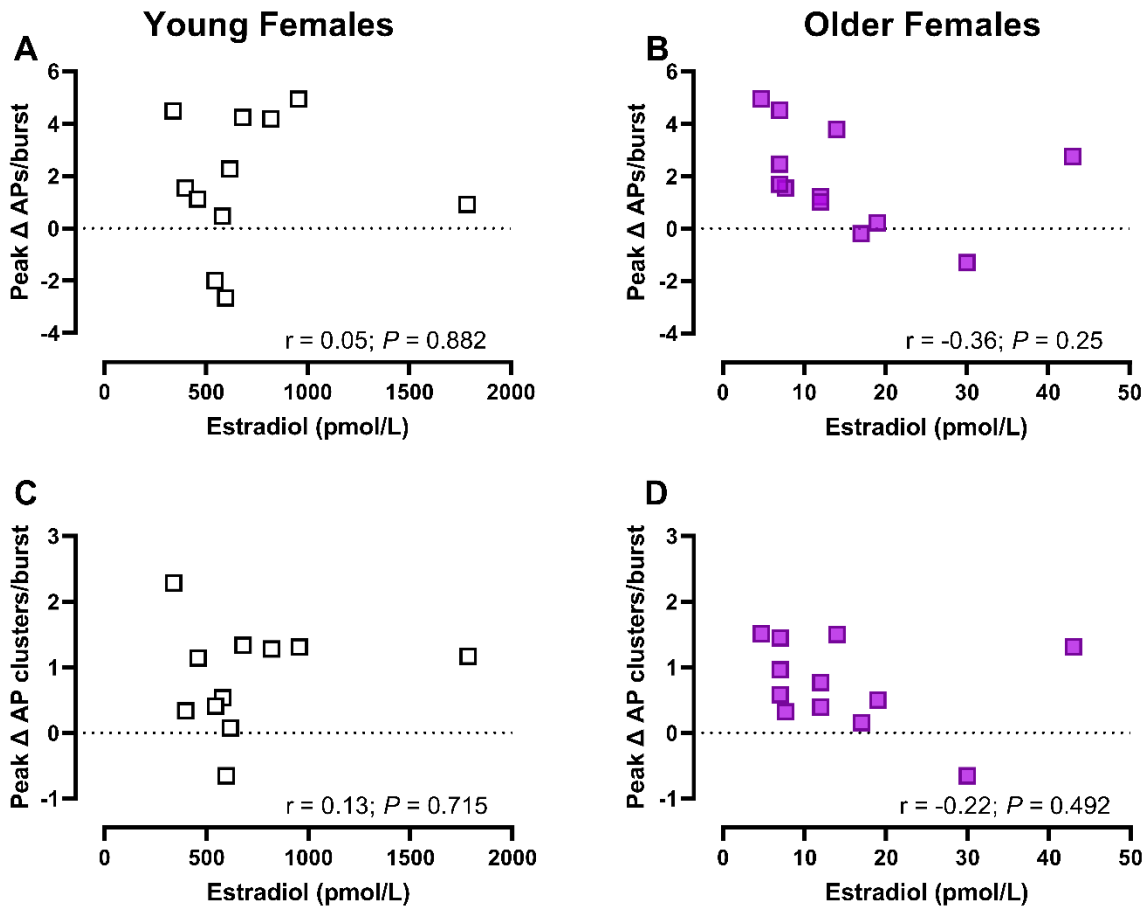 Young Females
Older Females
A
Peak Δ APs/burst
6
4
2
0
-2
-4
r = 0.05; P = 0.882
0
500
1000
1500
2000
Estradiol (pmol/L)
B
Peak Δ APs/burst
6
4
2
0
-2
-4
r = -0.36; P = 0.25
0
10
20
30
40
50
Estradiol (pmol/L)
C
Peak Δ AP clusters/burst
3
2
1
0
-1
r = 0.13; P = 0.715
0
500
1000
1500
2000
Estradiol (pmol/L)
D
Peak Δ AP clusters/burst
3
2
1
0
-1
r = -0.22; P = 0.492
0
10
20
30
40
50
Estradiol (pmol/L)